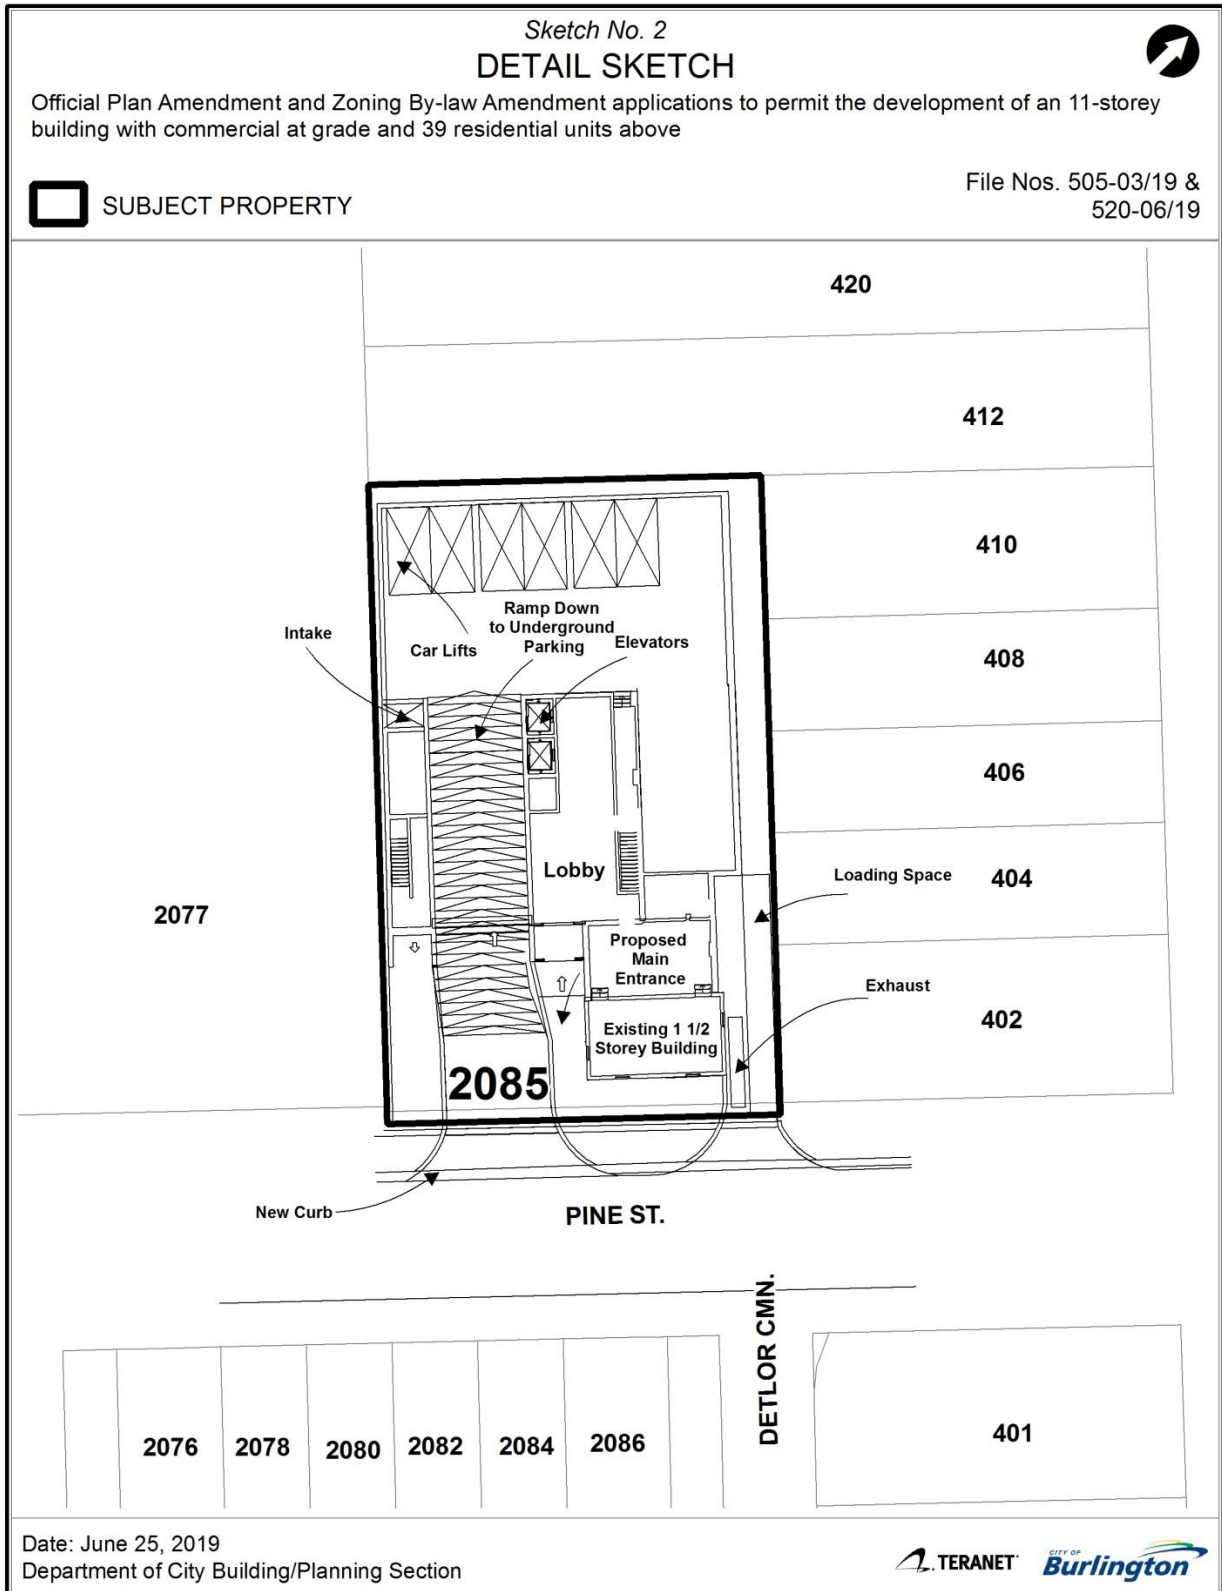 Sketch No. 2
DETAIL SKETCH
Official Plan Amendment and Zoning By-law Amendment applications to permit the development of an 11-storey
building with commercial at grade and 39 residential units above
SUBJECT PROPERTY
File Nos. 505-03/19 &
520-06/19
420
412
410
408
406
404
402
Intake
Car Lifts
Ramp Down
to Underground
Parking
Elevators
Lobby
Loading Space
2077
Proposed
Main
Entrance
Exhaust
Existing 1 1/2
Storey Building
2085
New Curb
PINE ST.
DETLOR CMN.
2076
2078
2080
2082
2084
2086
401
Date: June 25, 2019
Department of City Building/Planning Section
TERANET
CITY OF
Burlington